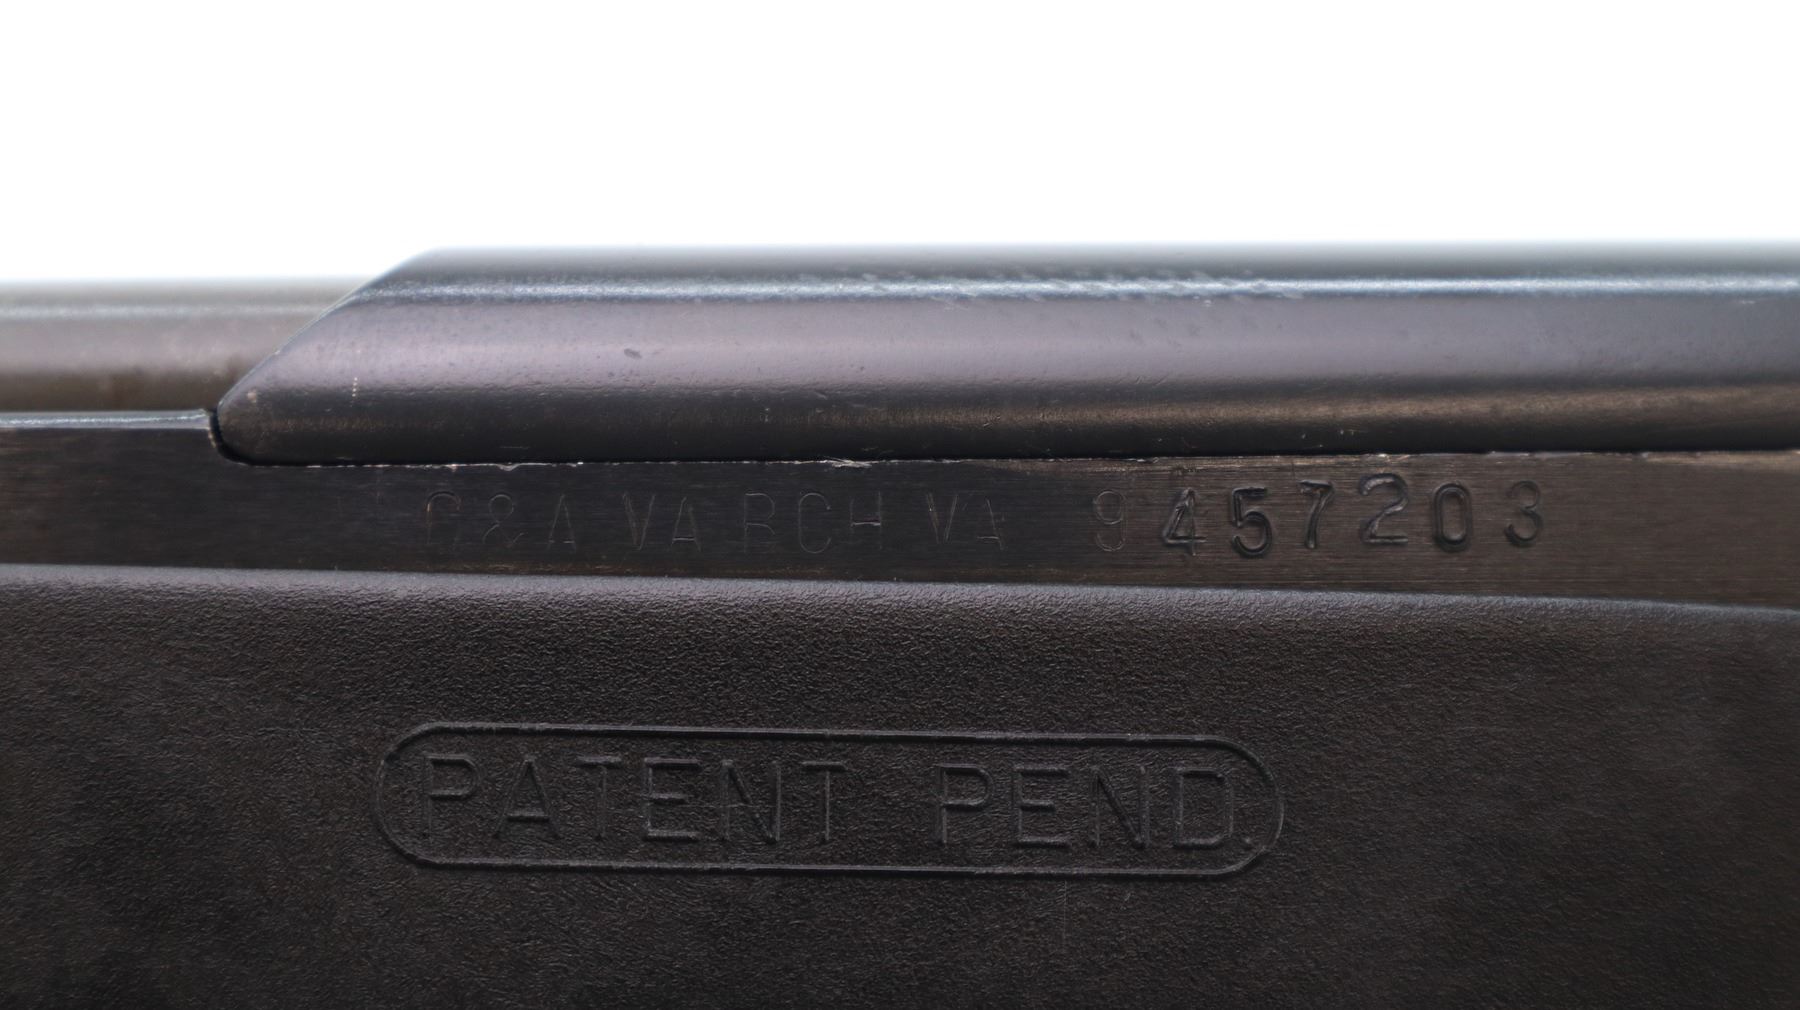 G&A VA BCH VA 9457203
PATENT PEND.